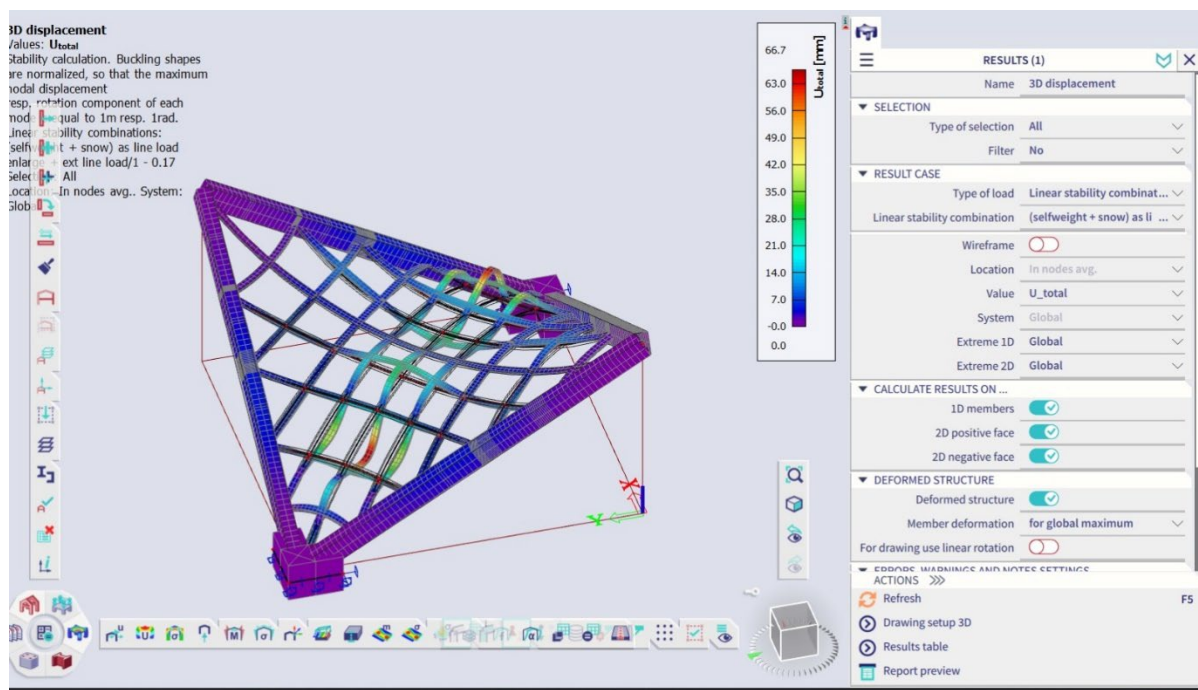 3D displacement
Values: Utotal
Stability calculation. Buckling shapes
are normalized, so that the maximum
nodal displacement
resp. rotation component of each
mode equal to 1m resp. 1rad.
Linear stability combinations:
(selfweight + snow) as line load
enlarge + ext line load/1 - 0.17
All
In nodes avg.. System:
Global
66.7
63.0
56.0
49.0
42.0
35.0
28.0
21.0
14.0
7.0
-0.0
0.0
Utotal [mm]
X
Y
RESULTS (1)
Name 3D displacement
SELECTION
Type of selection All
Filter No
RESULT CASE
Type of load Linear stability combinat...
Linear stability combination (selfweight + snow) as li ...
Wireframe
Location In nodes avg.
Value U_total
System Global
Extreme 1D Global
Extreme 2D Global
CALCULATE RESULTS ON ...
1D members
2D positive face
2D negative face
DEFORMED STRUCTURE
Deformed structure
Member deformation for global maximum
For drawing use linear rotation
ERRORS, WARNINGS AND NOTES SETTINGS
ACTIONS >>>
Refresh F5
Drawing setup 3D
Results table
Report preview